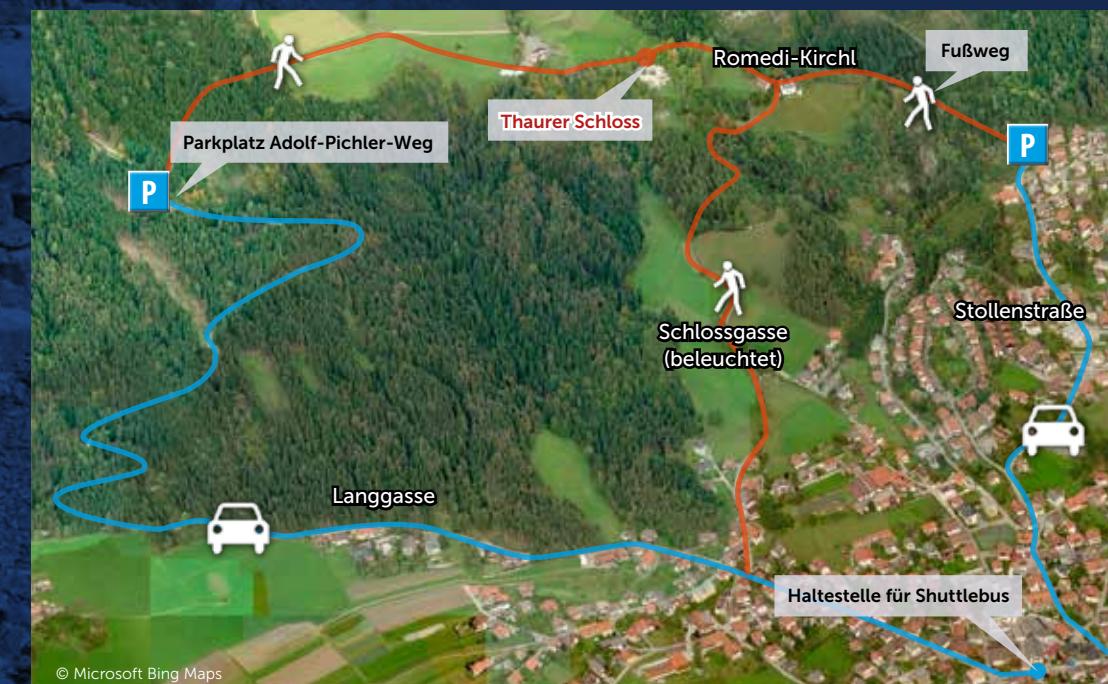 Romedi-Kirchl
Fußweg
Thaurer Schloss
Parkplatz Adolf-Pichler-Weg
P
P
Stollenstraße
Schlossgasse
(beleuchtet)
Langgasse
Haltestelle für Shuttlebus
© Microsoft Bing Maps